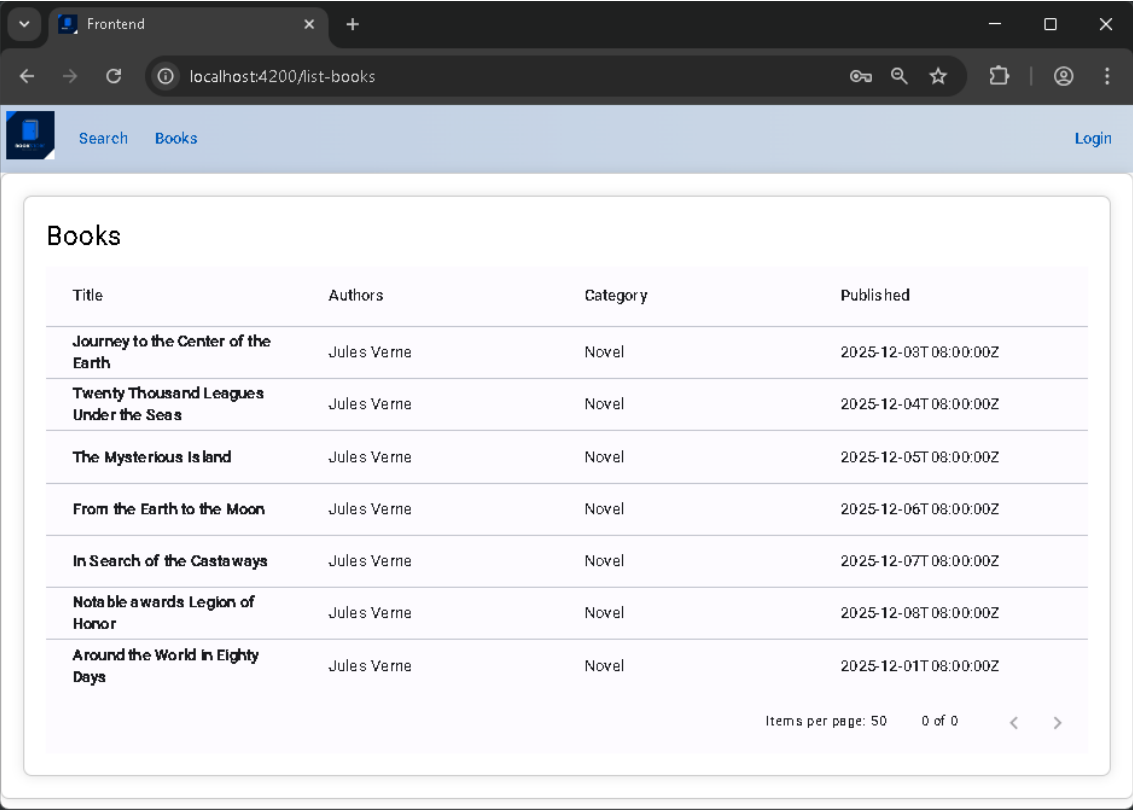 Frontend
localhost:4200/list-books
Search Books Login
Books
Title Authors Category Published
Journey to the Center of the
Earth Jules Verne Novel 2025-12-03T08:00:00Z
Twenty Thousand Leagues
Under the Seas Jules Verne Novel 2025-12-04T08:00:00Z
The Mysterious Island Jules Verne Novel 2025-12-05T08:00:00Z
From the Earth to the Moon Jules Verne Novel 2025-12-06T08:00:00Z
In Search of the Castaways Jules Verne Novel 2025-12-07T08:00:00Z
Notable awards Legion of
Honor Jules Verne Novel 2025-12-08T08:00:00Z
Around the World in Eighty
Days Jules Verne Novel 2025-12-01T08:00:00Z
Items per page: 50 0 of 0